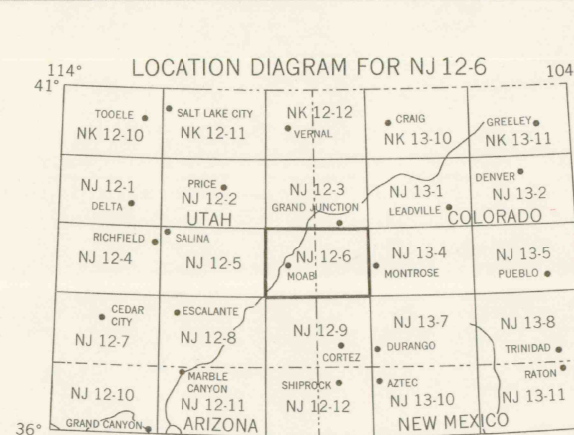 LOCATION DIAGRAM FOR NJ 12-6
114°
104
41°
TOOELE
NK 12-10
SALT LAKE CITY
NK 12-11
NK 12-12
VERNAL
CRAIG
NK 13-10
GREELEY
NK 13-11
NJ 12-1
DELTA
PRICE
NJ 12-2
UTAH
NJ 12-3
GRAND JUNCTION
NJ 13-1
LEADVILLE
COLORADO
DENVER
NJ 13-2
RICHFIELD
NJ 12-4
SALINA
NJ 12-5
NJ 12-6
MOAB
NJ 13-4
MONTROSE
NJ 13-5
PUEBLO
CEDAR
CITY
NJ 12-7
ESCALANTE
NJ 12-8
NJ 12-9
CORTEZ
NJ 13-7
DURANGO
NJ 13-8
TRINIDAD
NJ 12-10
GRAND CANYON
MARBLE
CANYON
NJ 12-11
ARIZONA
SHIPROCK
NJ 12-12
AZTEC
NJ 13-10
NEW MEXICO
RATON
NJ 13-11
36°